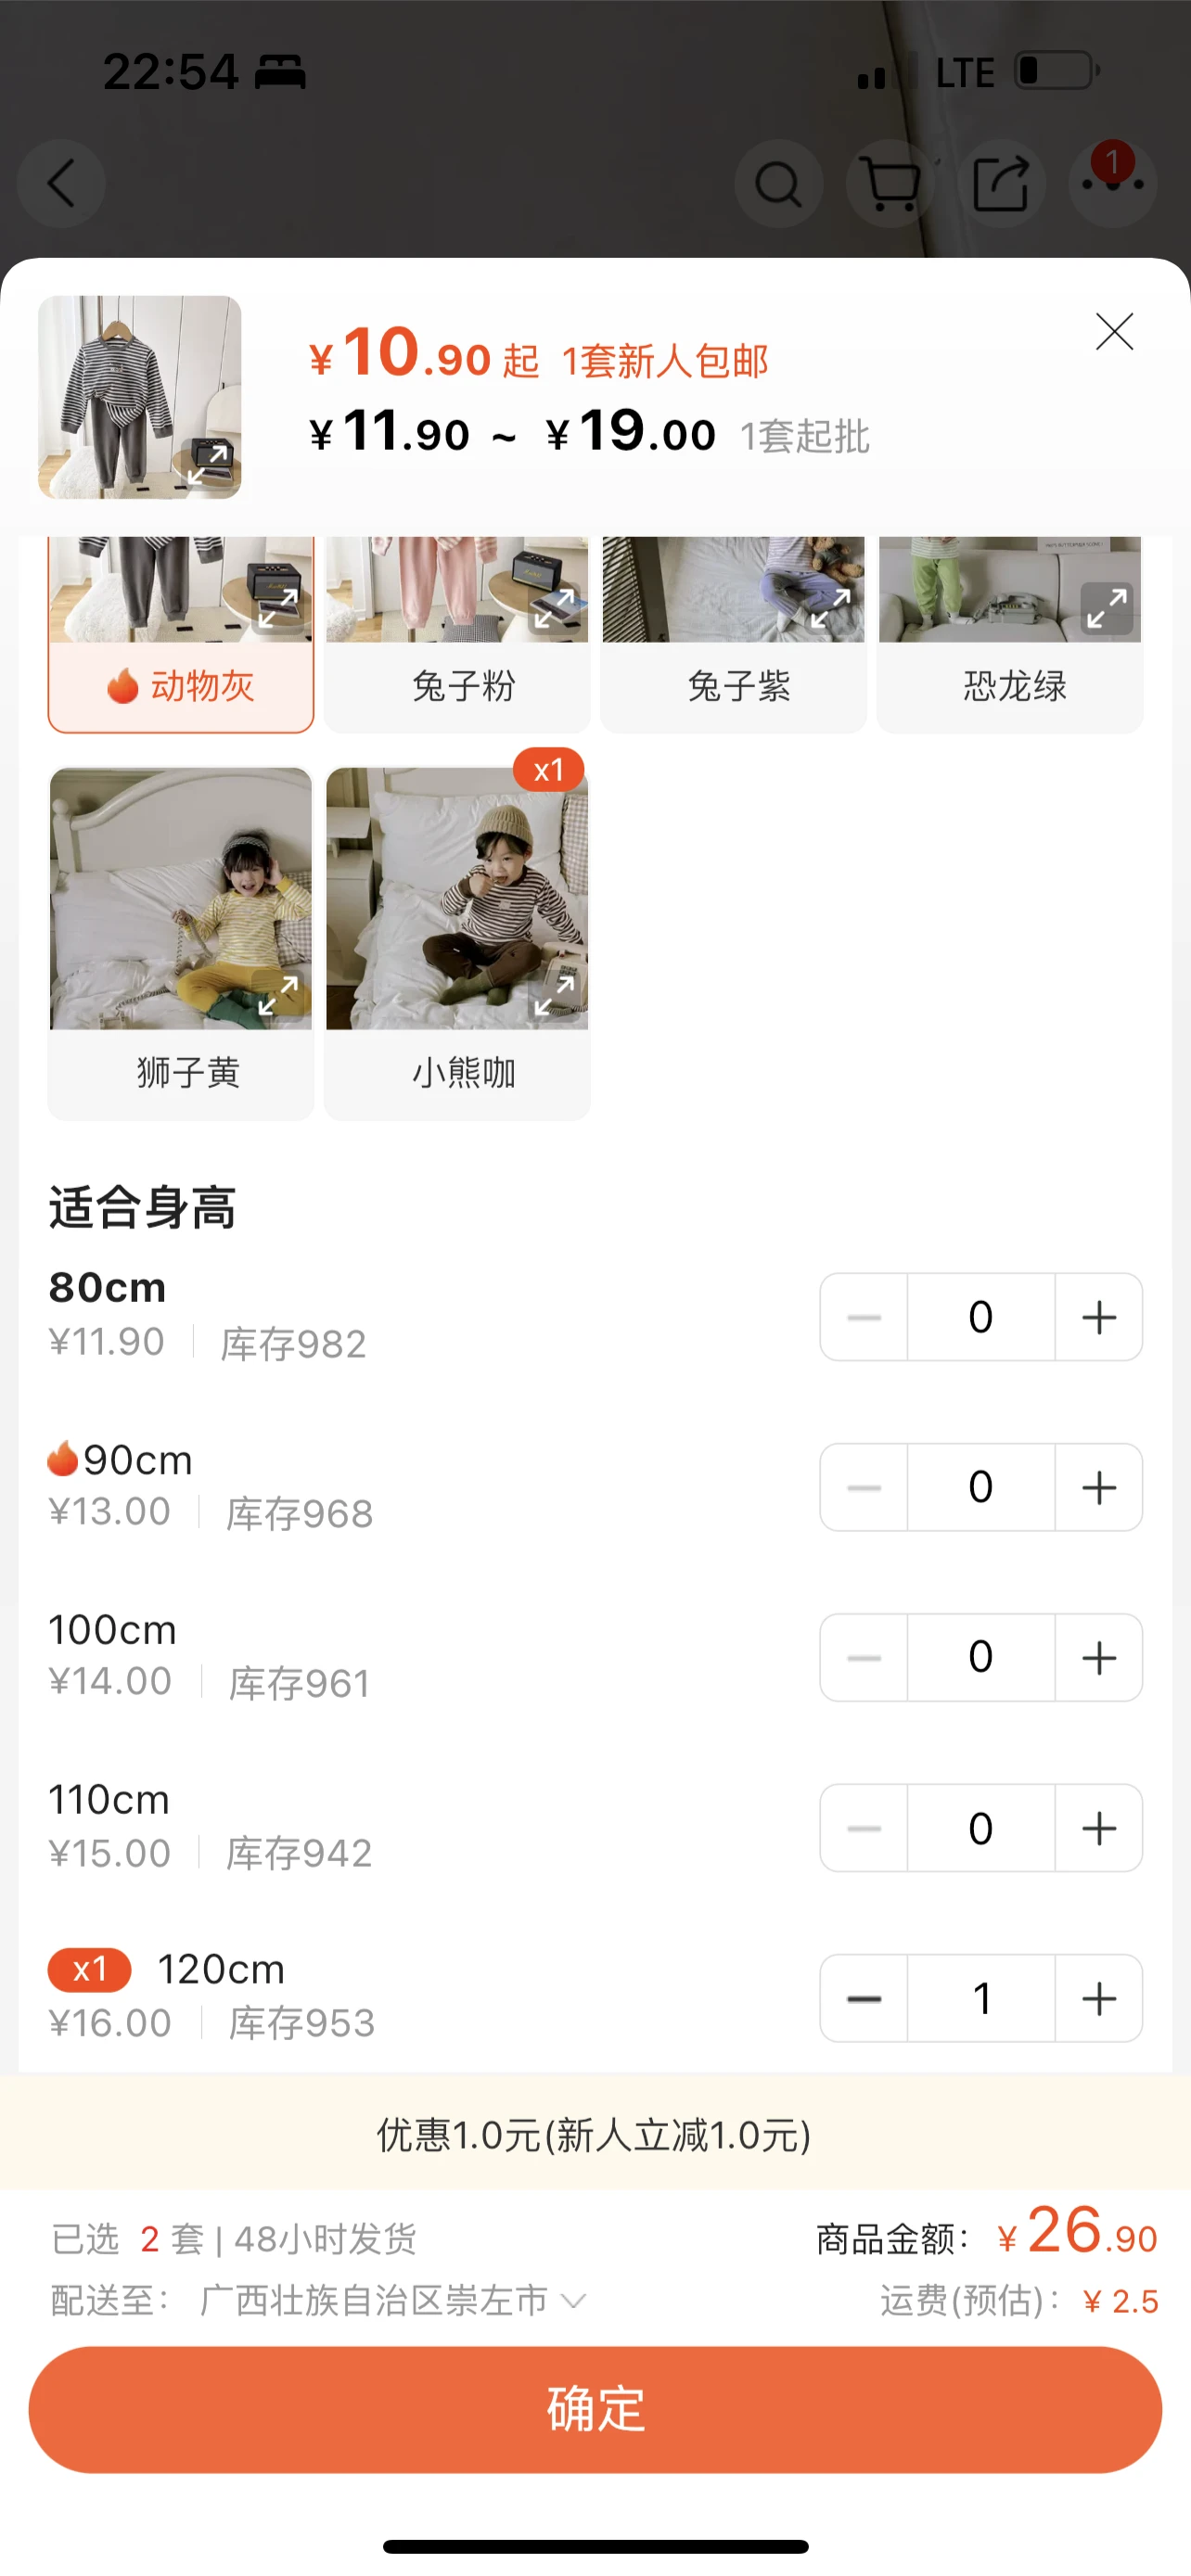 22:54
LTE
1
¥10.90起 1套新人包邮
¥11.90 ~ ¥19.00 1套起批
动物灰
兔子粉
兔子紫
恐龙绿
x1
狮子黄
小熊咖
适合身高
80cm
¥11.90 库存982
0
90cm
¥13.00 库存968
0
100cm
¥14.00 库存961
0
110cm
¥15.00 库存942
0
x1 120cm
¥16.00 库存953
1
优惠1.0元(新人立减1.0元)
已选 2 套 | 48小时发货
商品金额: ¥26.90
配送至: 广西壮族自治区崇左市
运费(预估): ¥2.5
确定